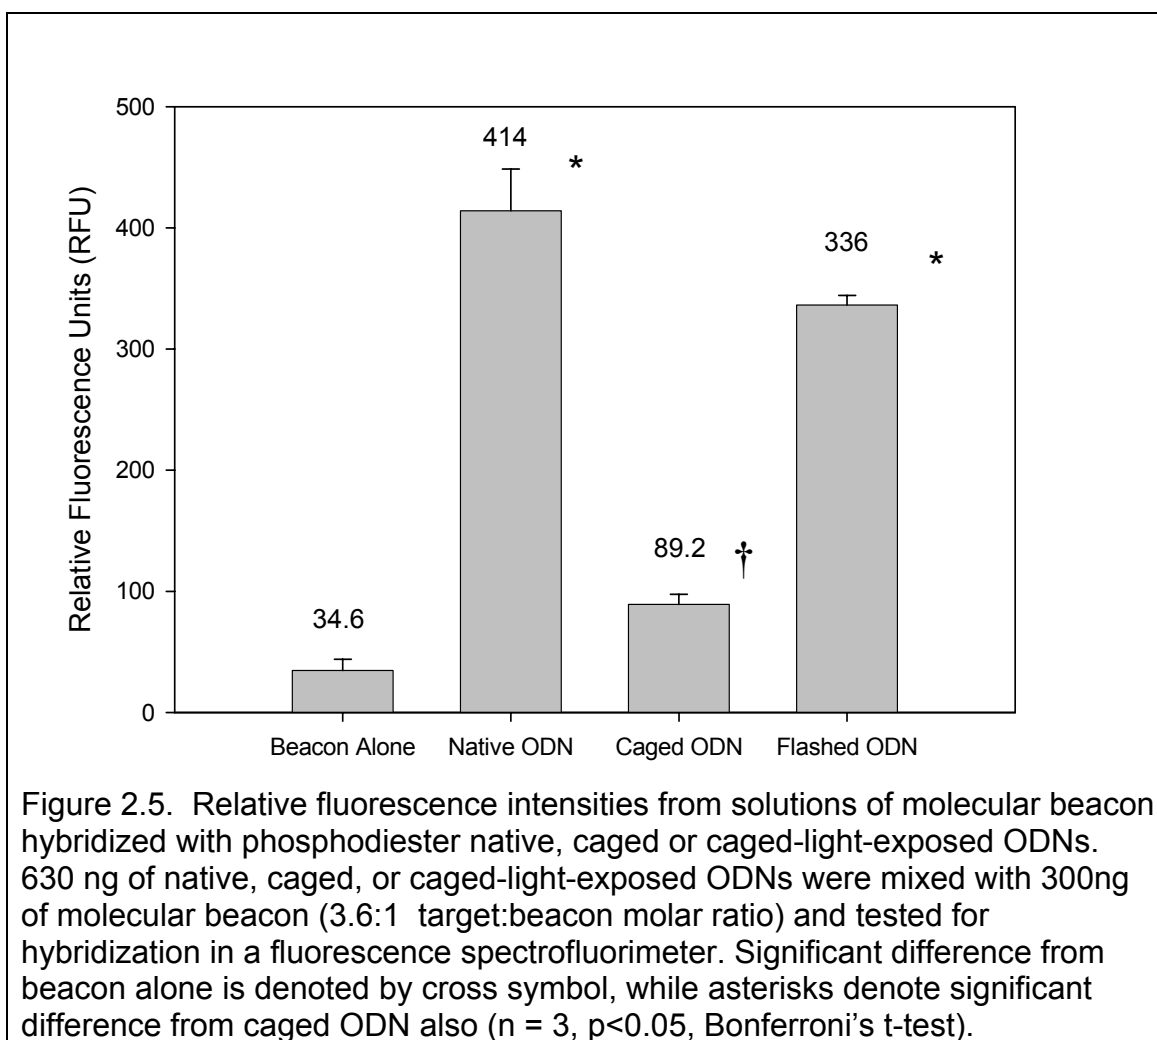 500
414
*
400
336
*
300
200
89.2 †
100
34.6
0
Relative Fluorescence Units (RFU)
Beacon Alone Native ODN Caged ODN Flashed ODN
Figure 2.5. Relative fluorescence intensities from solutions of molecular beacon
hybridized with phosphodiester native, caged or caged-light-exposed ODNs.
630 ng of native, caged, or caged-light-exposed ODNs were mixed with 300ng
of molecular beacon (3.6:1 target:beacon molar ratio) and tested for
hybridization in a fluorescence spectrofluorimeter. Significant difference from
beacon alone is denoted by cross symbol, while asterisks denote significant
difference from caged ODN also (n = 3, p<0.05, Bonferroni's t-test).